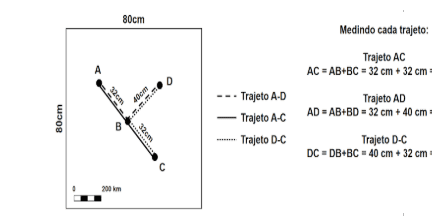 80cm
80cm
A
D
32cm
40cm
B
32cm
C
0 200 km
Trajeto A-D
Trajeto A-C
Trajeto D-C
Medindo cada trajeto:
Trajeto AC
AC = AB+BC = 32 cm + 32 cm =
Trajeto AD
AD = AB+BD = 32 cm + 40 cm =
Trajeto D-C
DC = DB+BC = 40 cm + 32 cm =